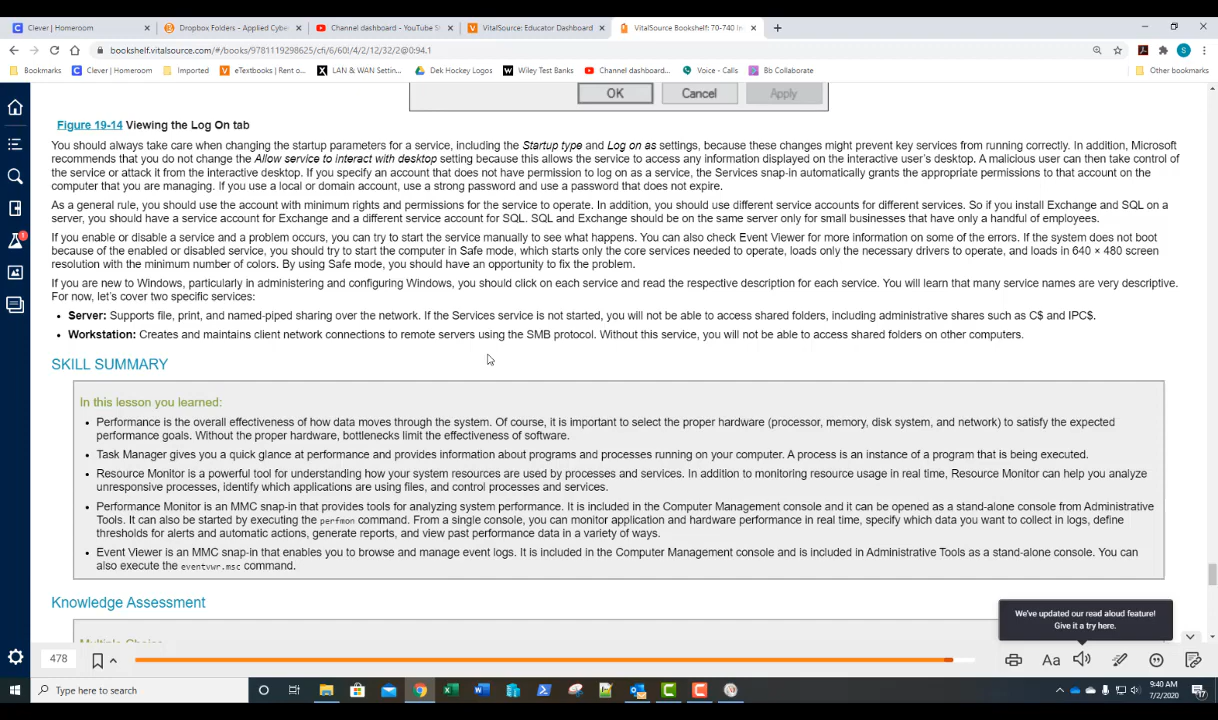 Clever | Homeroom
Dropbox Folders - Applied Cyber
Channel dashboard - YouTube St
VitalSource: Educator Dashboard
VitalSource Bookshelf: 70-740 In
bookshelf.vitalsource.com/#/books/9781119298625/cfi/6/60!/4/2/12/32/2@0:94.1
Bookmarks
Clever | Homeroom
Imported
eTextbooks | Rent o...
LAN & WAN Settin...
Dek Hockey Logos
Wiley Test Banks
Channel dashboard...
Voice - Calls
Bb Collaborate
Other bookmarks
OK Cancel Apply
Figure 19-14 Viewing the Log On tab
You should always take care when changing the startup parameters for a service, including the Startup type and Log on as settings, because these changes might prevent key services from running correctly. In addition, Microsoft
recommends that you do not change the Allow service to interact with desktop setting because this allows the service to access any information displayed on the interactive user's desktop. A malicious user can then take control of
the service or attack it from the interactive desktop. If you specify an account that does not have permission to log on as a service, the Services snap-in automatically grants the appropriate permissions to that account on the
computer that you are managing. If you use a local or domain account, use a strong password and use a password that does not expire.
As a general rule, you should use the account with minimum rights and permissions for the service to operate. In addition, you should use different service accounts for different services. So if you install Exchange and SQL on a
server, you should have a service account for Exchange and a different service account for SQL. SQL and Exchange should be on the same server only for small businesses that have only a handful of employees.
If you enable or disable a service and a problem occurs, you can try to start the service manually to see what happens. You can also check Event Viewer for more information on some of the errors. If the system does not boot
because of the enabled or disabled service, you should try to start the computer in Safe mode, which starts only the core services needed to operate, loads only the necessary drivers to operate, and loads in 640 × 480 screen
resolution with the minimum number of colors. By using Safe mode, you should have an opportunity to fix the problem.
If you are new to Windows, particularly in administering and configuring Windows, you should click on each service and read the respective description for each service. You will learn that many service names are very descriptive.
For now, let's cover two specific services:
• Server: Supports file, print, and named-piped sharing over the network. If the Services service is not started, you will not be able to access shared folders, including administrative shares such as C$ and IPC$.
• Workstation: Creates and maintains client network connections to remote servers using the SMB protocol. Without this service, you will not be able to access shared folders on other computers.
SKILL SUMMARY
In this lesson you learned:
• Performance is the overall effectiveness of how data moves through the system. Of course, it is important to select the proper hardware (processor, memory, disk system, and network) to satisfy the expected
performance goals. Without the proper hardware, bottlenecks limit the effectiveness of software.
• Task Manager gives you a quick glance at performance and provides information about programs and processes running on your computer. A process is an instance of a program that is being executed.
• Resource Monitor is a powerful tool for understanding how your system resources are used by processes and services. In addition to monitoring resource usage in real time, Resource Monitor can help you analyze
unresponsive processes, identify which applications are using files, and control processes and services.
• Performance Monitor is an MMC snap-in that provides tools for analyzing system performance. It is included in the Computer Management console and it can be opened as a stand-alone console from Administrative
Tools. It can also be started by executing the perfmon command. From a single console, you can monitor application and hardware performance in real time, specify which data you want to collect in logs, define
thresholds for alerts and automatic actions, generate reports, and view past performance data in a variety of ways.
• Event Viewer is an MMC snap-in that enables you to browse and manage event logs. It is included in the Computer Management console and is included in Administrative Tools as a stand-alone console. You can
also execute the eventvwr.msc command.
Knowledge Assessment
Multiple Choice
We've updated our read aloud feature!
Give it a try here.
478
Aa
Type here to search
9:40 AM
7/2/2020
17